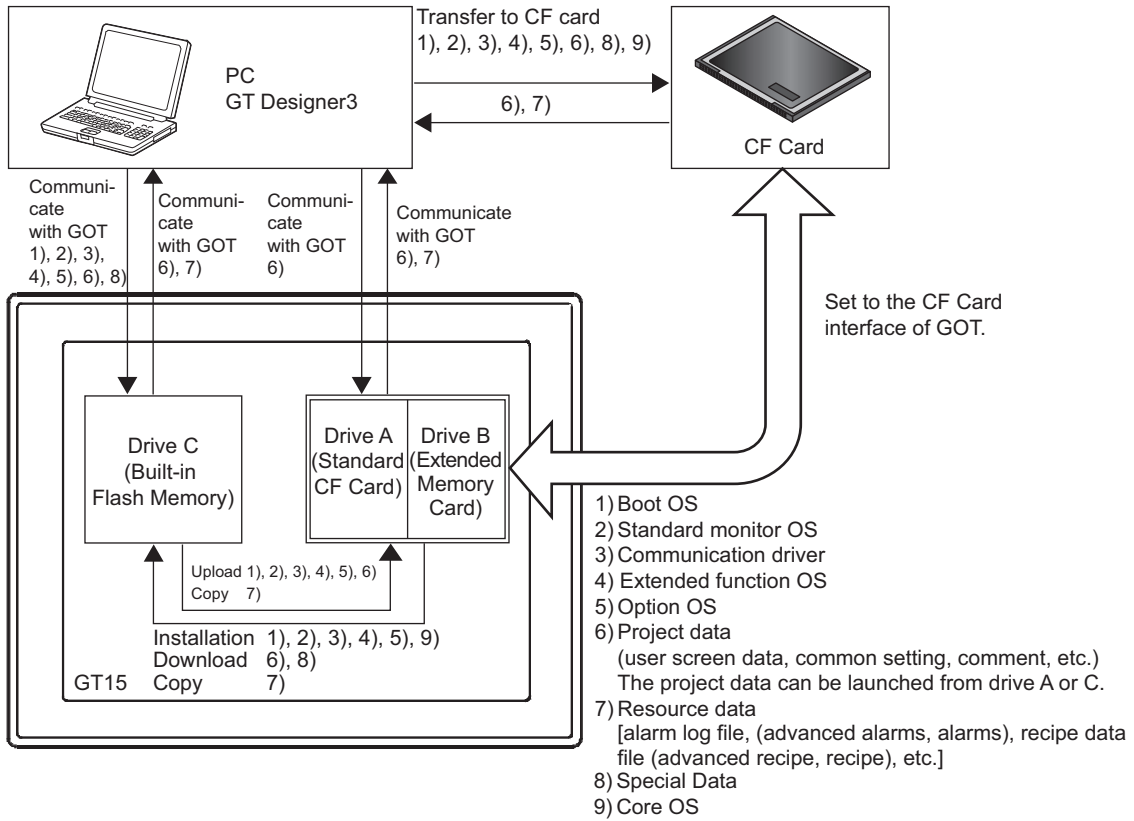 Transfer to CF card
1), 2), 3), 4), 5), 6), 8), 9)
PC
GT Designer3
6), 7)
CF Card
Communi-
cate
with GOT
1), 2), 3),
4), 5), 6), 8)
Communi-
cate
with GOT
6), 7)
Communi-
cate
with GOT
6)
Communicate
with GOT
6), 7)
Set to the CF Card
interface of GOT.
Drive C
(Built-in
Flash Memory)
Drive A
(Standard
CF Card)
Drive B
(Extended
Memory
Card)
Upload 1), 2), 3), 4), 5), 6)
Copy 7)
Installation 1), 2), 3), 4), 5), 9)
Download 6), 8)
GT15 Copy 7)
1) Boot OS
2) Standard monitor OS
3) Communication driver
4) Extended function OS
5) Option OS
6) Project data
(user screen data, common setting, comment, etc.)
The project data can be launched from drive A or C.
7) Resource data
[alarm log file, (advanced alarms, alarms), recipe data
file (advanced recipe, recipe), etc.]
8) Special Data
9) Core OS